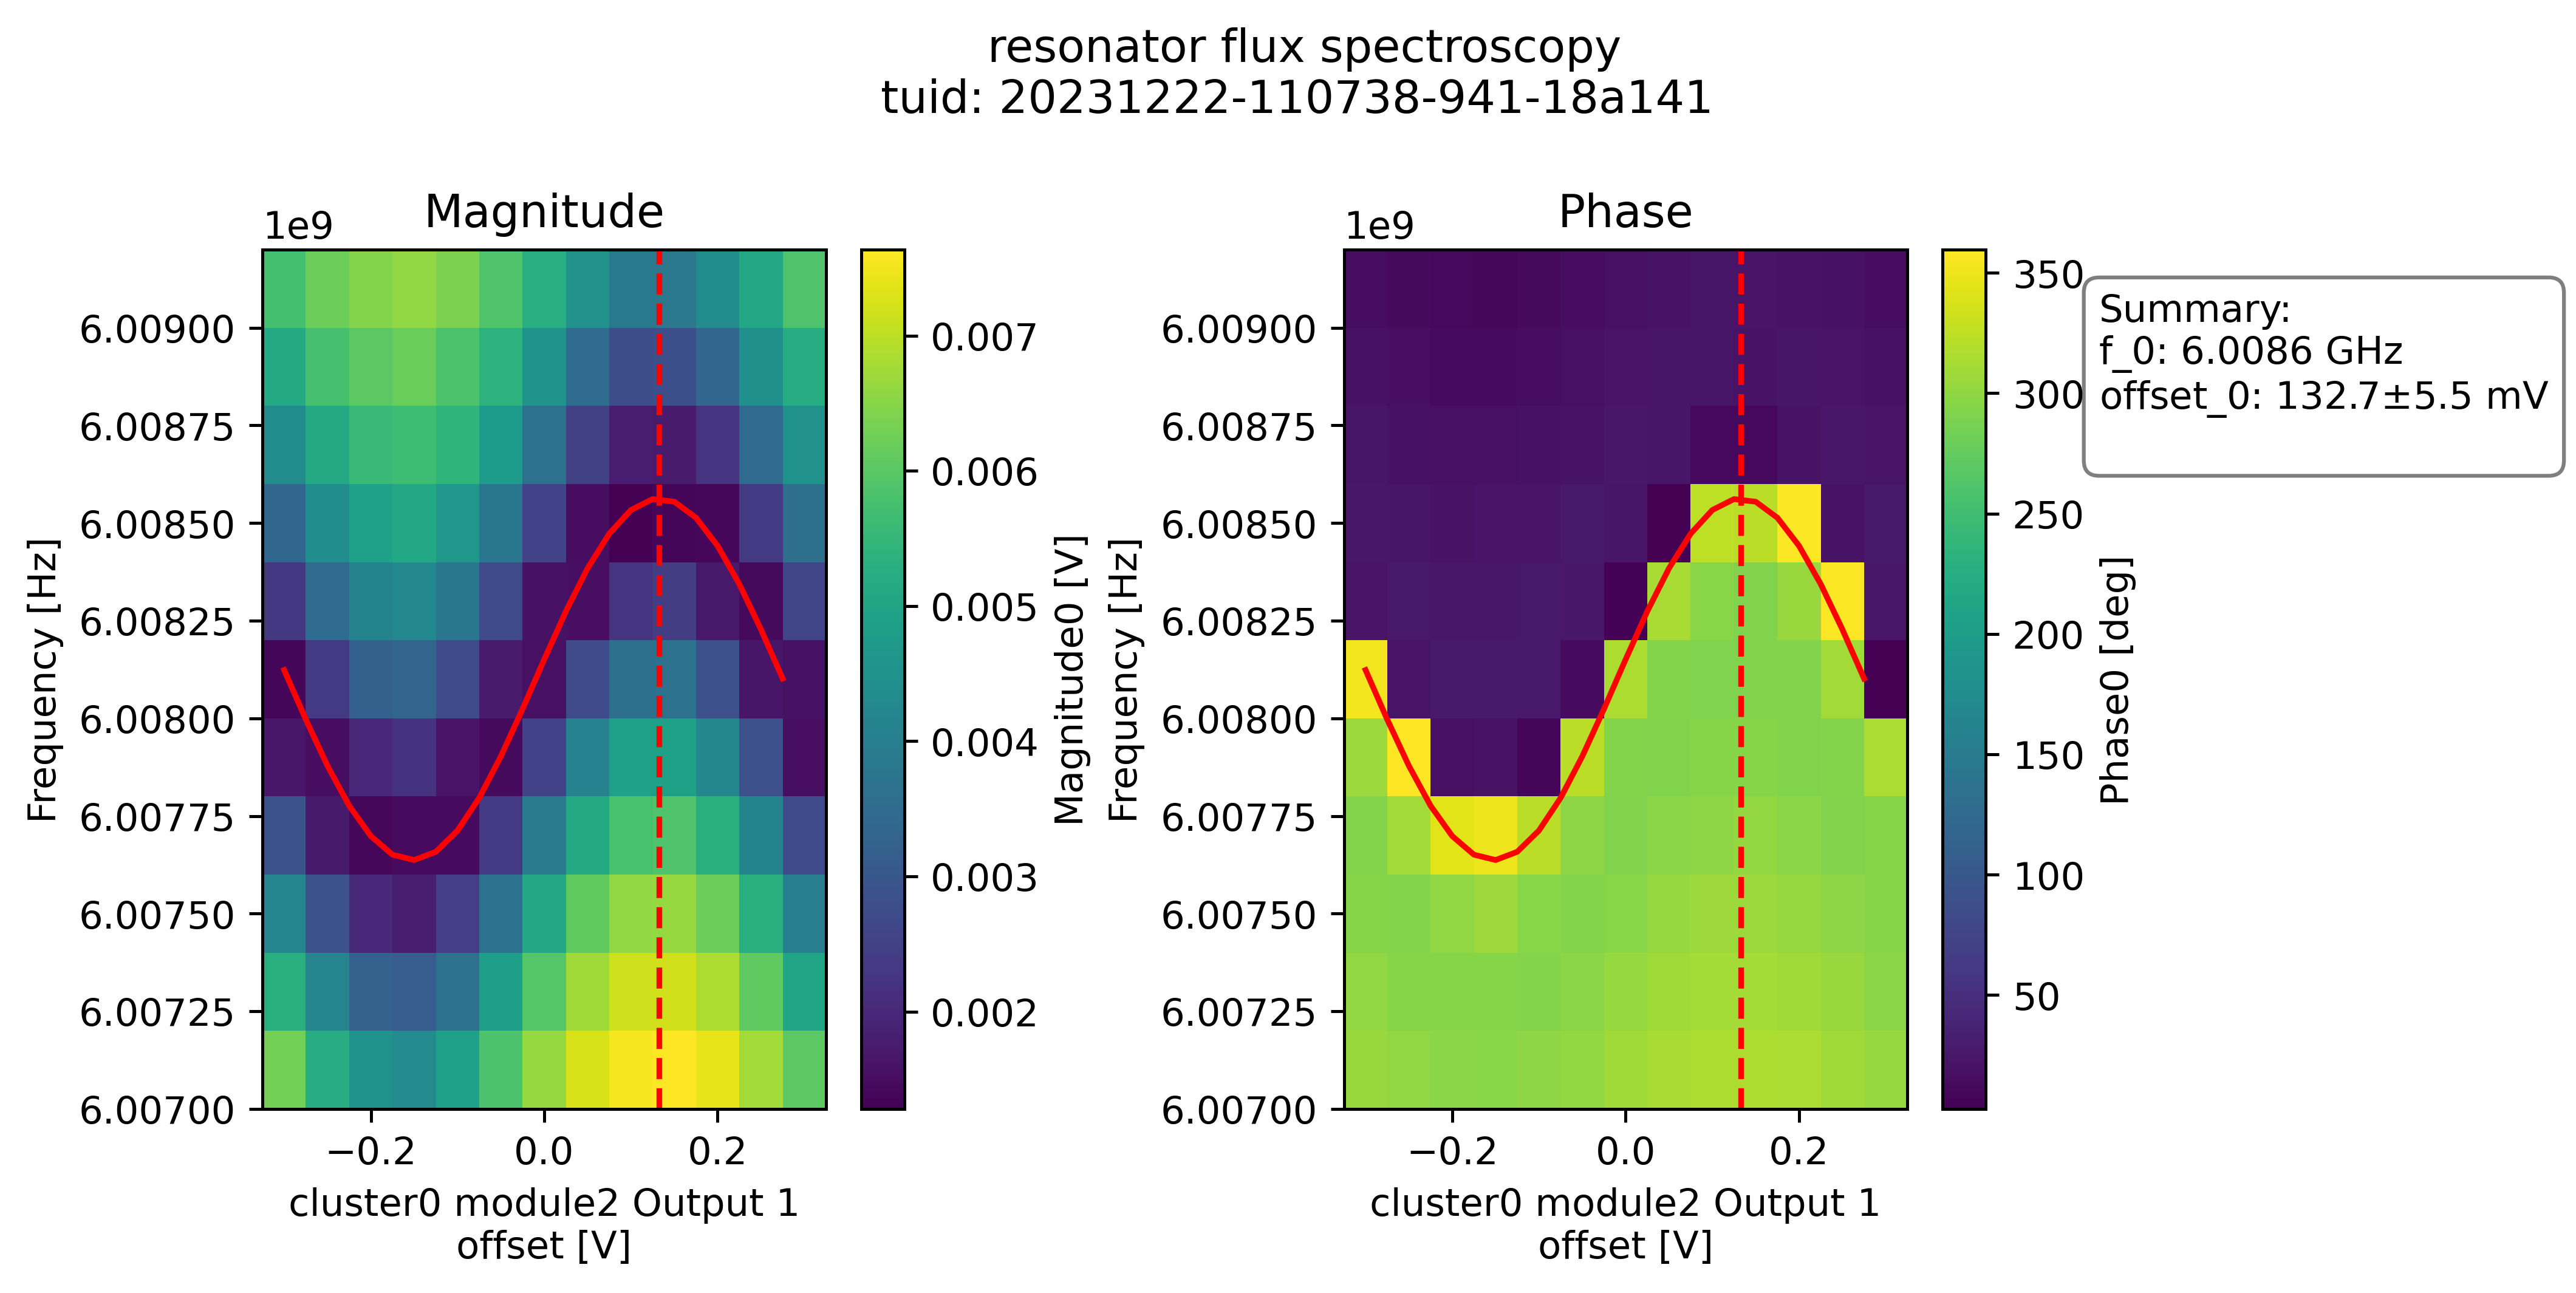 resonator flux spectroscopy
tuid: 20231222-110738-941-18a141
Magnitude
1e9
6.00900
6.00875
6.00850
6.00825
6.00800
6.00775
6.00750
6.00725
6.00700
Frequency [Hz]
−0.2
0.0
0.2
cluster0 module2 Output 1
offset [V]
0.007
0.006
0.005
0.004
0.003
0.002
Magnitude0 [V]
Phase
1e9
6.00900
6.00875
6.00850
6.00825
6.00800
6.00775
6.00750
6.00725
6.00700
Frequency [Hz]
−0.2
0.0
0.2
cluster0 module2 Output 1
offset [V]
350
300
250
200
150
100
50
Phase0 [deg]
Summary:
f_0: 6.0086 GHz
offset_0: 132.7±5.5 mV